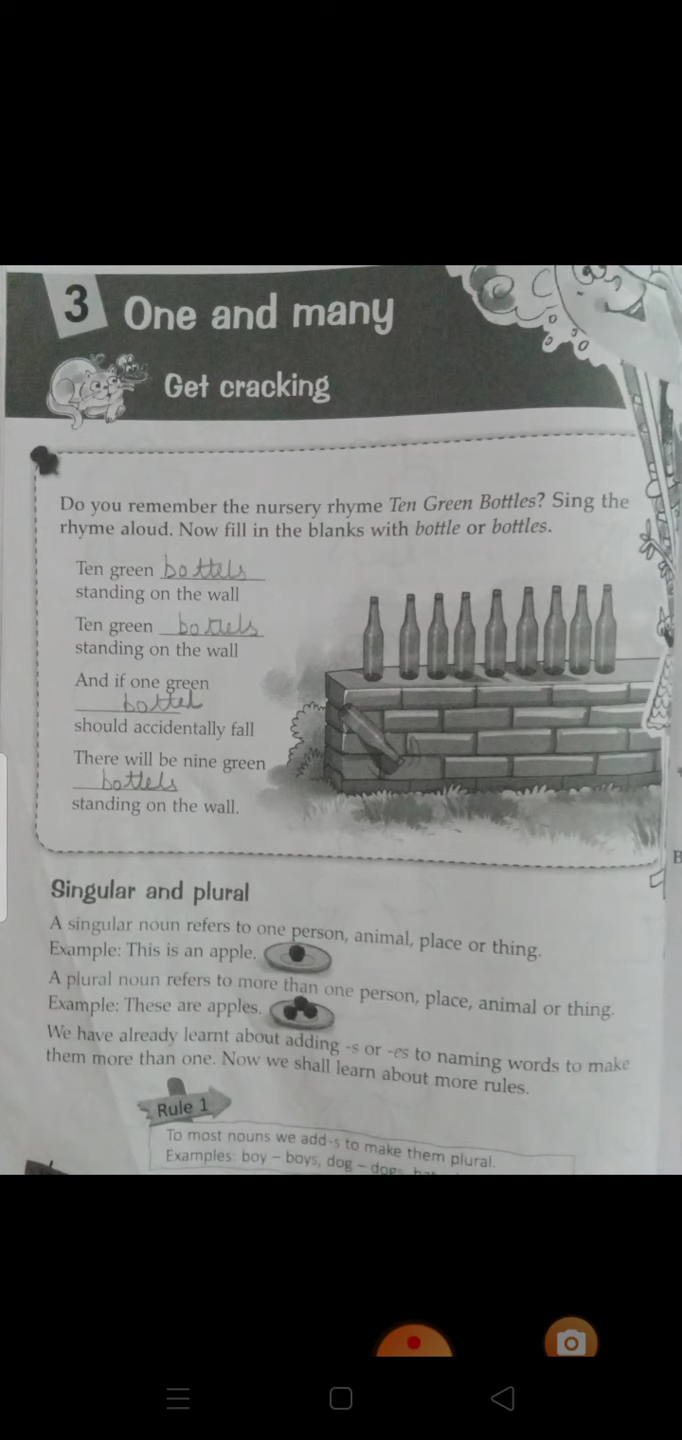 3 One and many
Get cracking
Do you remember the nursery rhyme Ten Green Bottles? Sing the
rhyme aloud. Now fill in the blanks with bottle or bottles.
Ten green bottels
standing on the wall
Ten green bottels
standing on the wall
And if one green
bottel
should accidentally fall
There will be nine green
bottels
standing on the wall.
Singular and plural
A singular noun refers to one person, animal, place or thing.
Example: This is an apple.
A plural noun refers to more than one person, place, animal or thing.
Example: These are apples.
We have already learnt about adding -s or -es to naming words to make
them more than one. Now we shall learn about more rules.
Rule 1
To most nouns we add -s to make them plural.
Examples: boy – boys, dog – dogs,